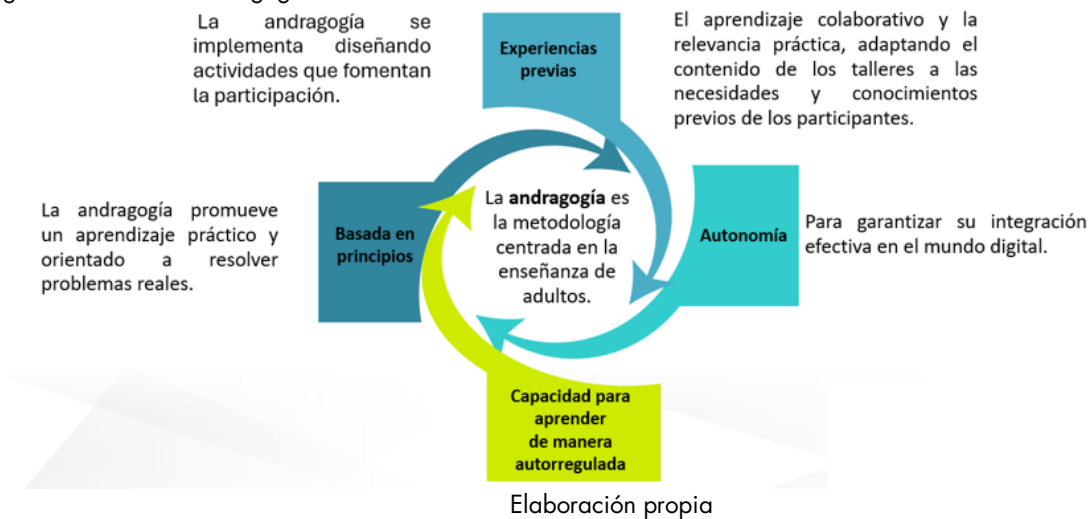 La andragogía se
implementa diseñando
actividades que fomentan
la participación.
Experiencias
previas
El aprendizaje colaborativo y la
relevancia práctica, adaptando el
contenido de los talleres a las
necesidades y conocimientos
previos de los participantes.
La andragogía promueve
un aprendizaje práctico y
orientado a resolver
problemas reales.
Basada en
principios
La andragogía es
la metodología
centrada en la
enseñanza de
adultos.
Autonomía
Para garantizar su integración
efectiva en el mundo digital.
Capacidad para
aprender
de manera
autorregulada
Elaboración propia